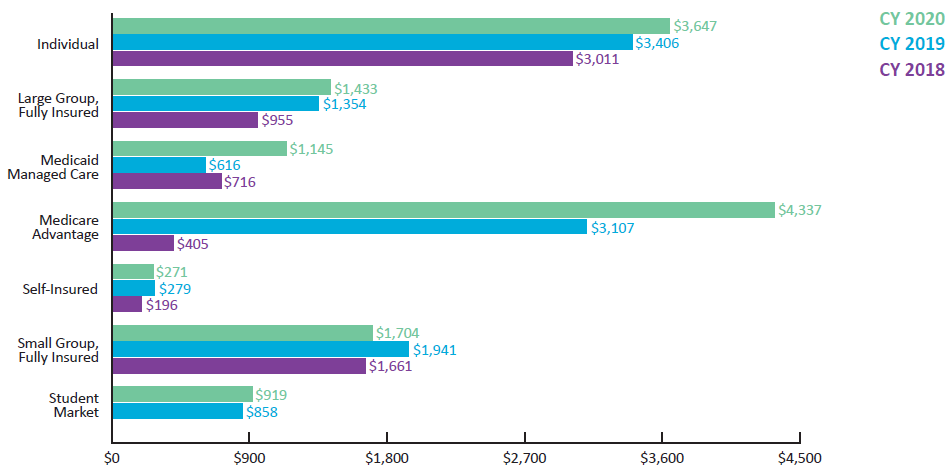 CY 2020
CY 2019
CY 2018
Individual
$3,647
$3,406
$3,011
Large Group,
Fully Insured
$1,433
$1,354
$955
Medicaid
Managed Care
$1,145
$616
$716
Medicare
Advantage
$4,337
$3,107
$405
Self-Insured
$271
$279
$196
Small Group,
Fully Insured
$1,704
$1,941
$1,661
Student
Market
$919
$858
$0 $900 $1,800 $2,700 $3,600 $4,500